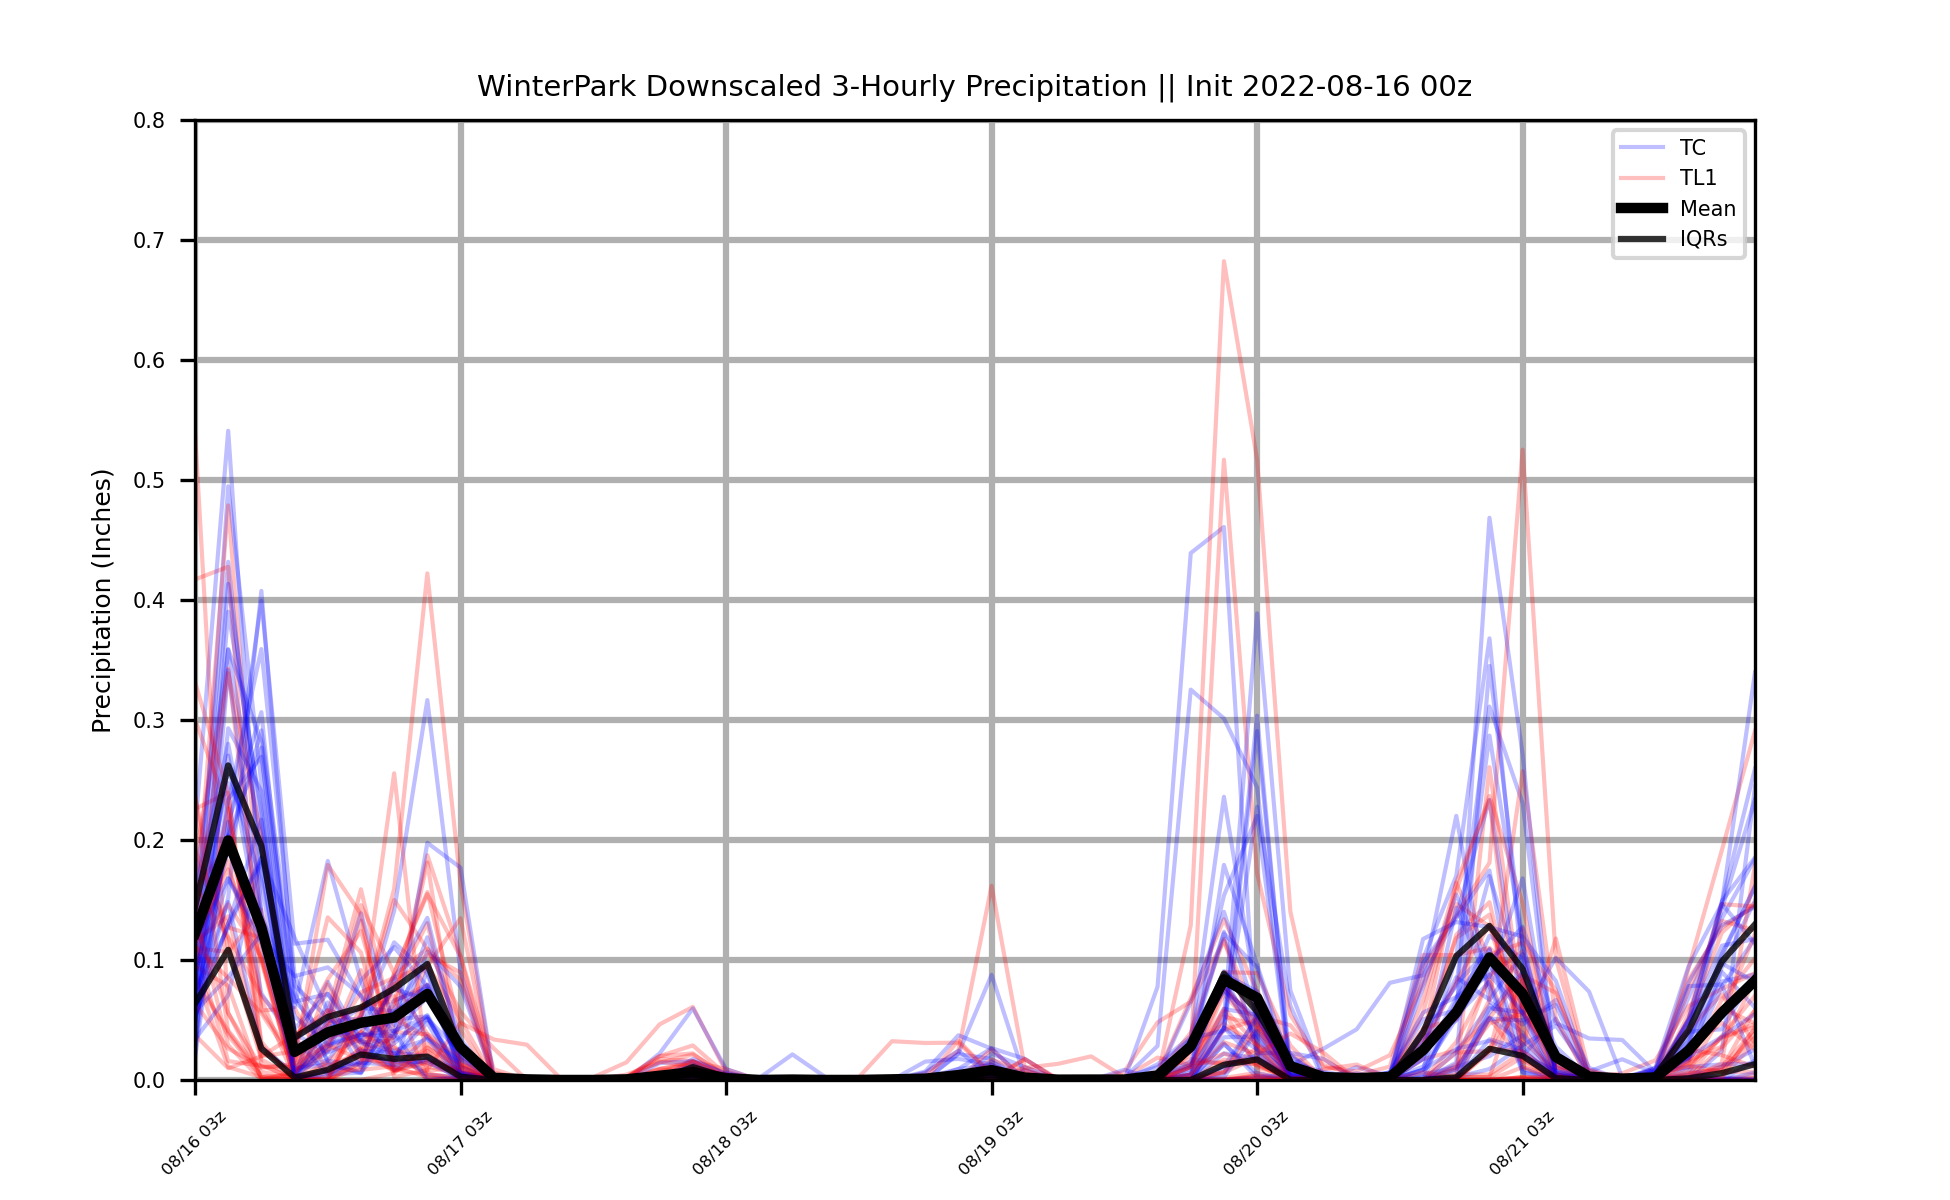 WinterPark Downscaled 3-Hourly Precipitation || Init 2022-08-16 00z
Precipitation (Inches)
0.8
0.7
0.6
0.5
0.4
0.3
0.2
0.1
0.0
TC
TL1
Mean
IQRs
08/16 03z
08/17 03z
08/18 03z
08/19 03z
08/20 03z
08/21 03z